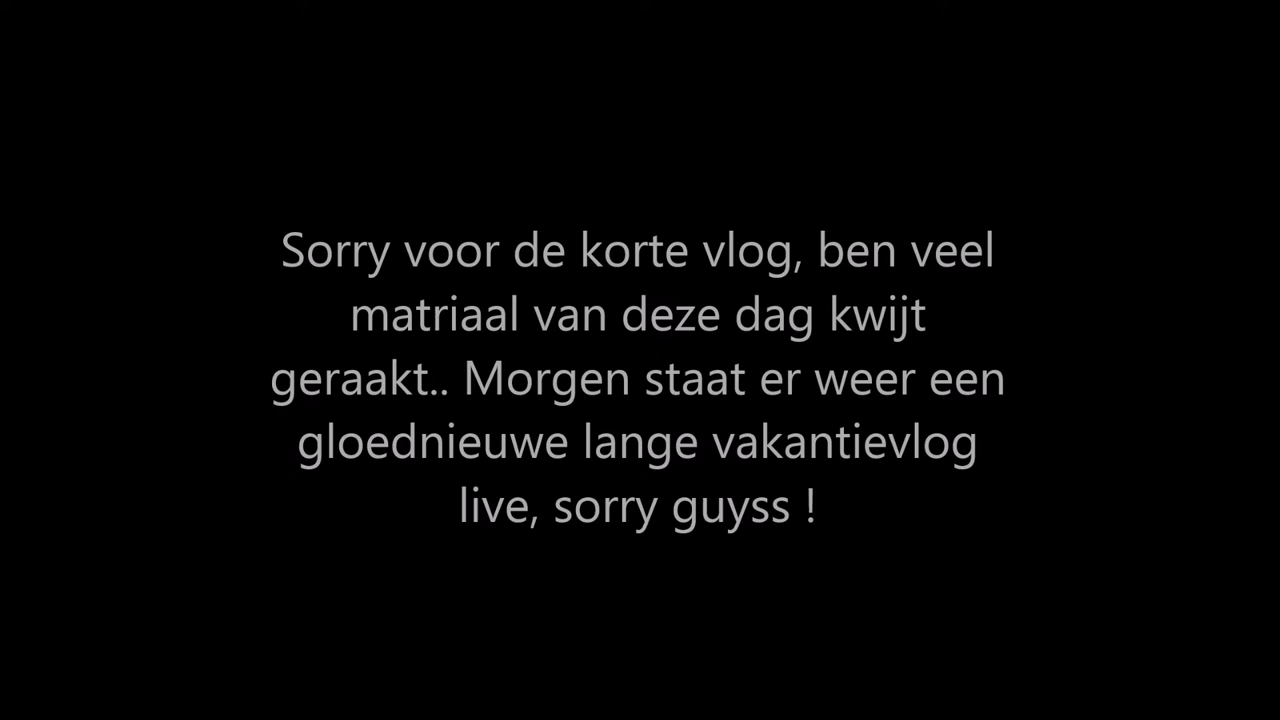 Sorry voor de korte vlog, ben veel
matriaal van deze dag kwijt
geraakt.. Morgen staat er weer een
gloednieuwe lange vakantievlog
live, sorry guyss !